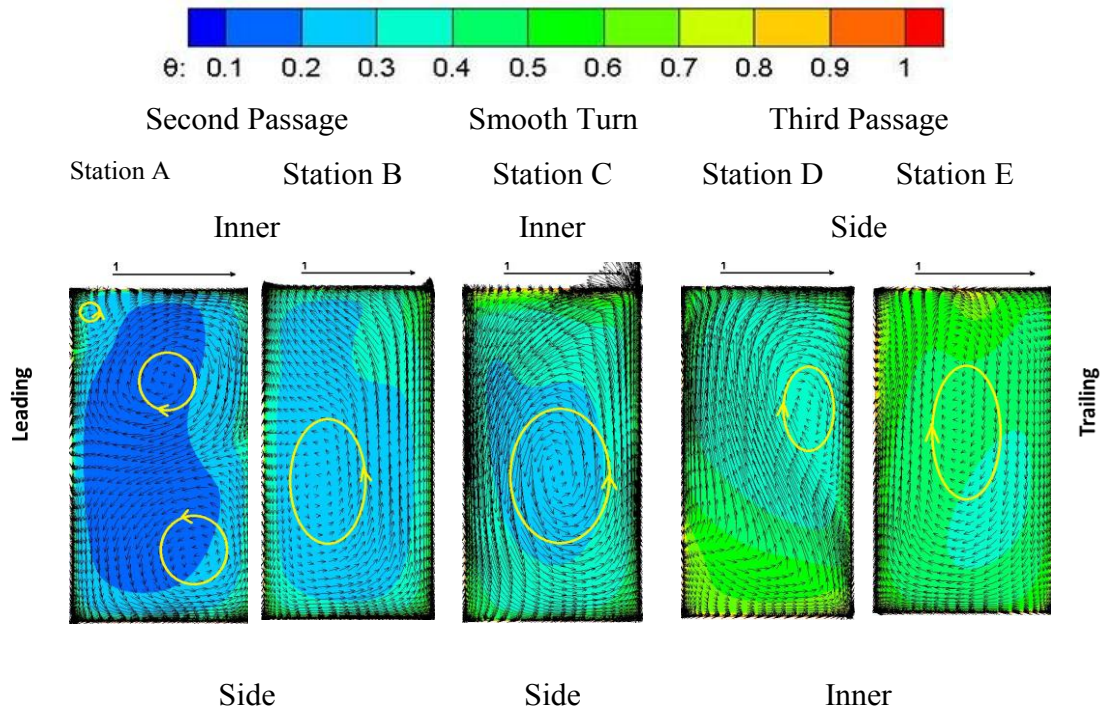 θ: 0.1 0.2 0.3 0.4 0.5 0.6 0.7 0.8 0.9 1
Second Passage Smooth Turn Third Passage
Station A Station B Station C Station D Station E
Inner Inner Side
1 1 1 1 1
Leading
Trailing
Side Side Inner